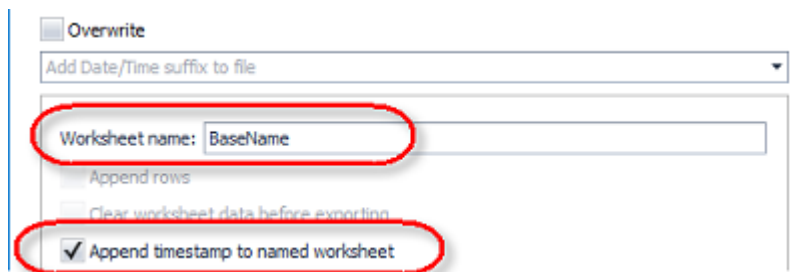 Overwrite
Add Date/Time suffix to file
Worksheet name: BaseName
Append rows
Clear worksheet data before exporting
Append timestamp to named worksheet